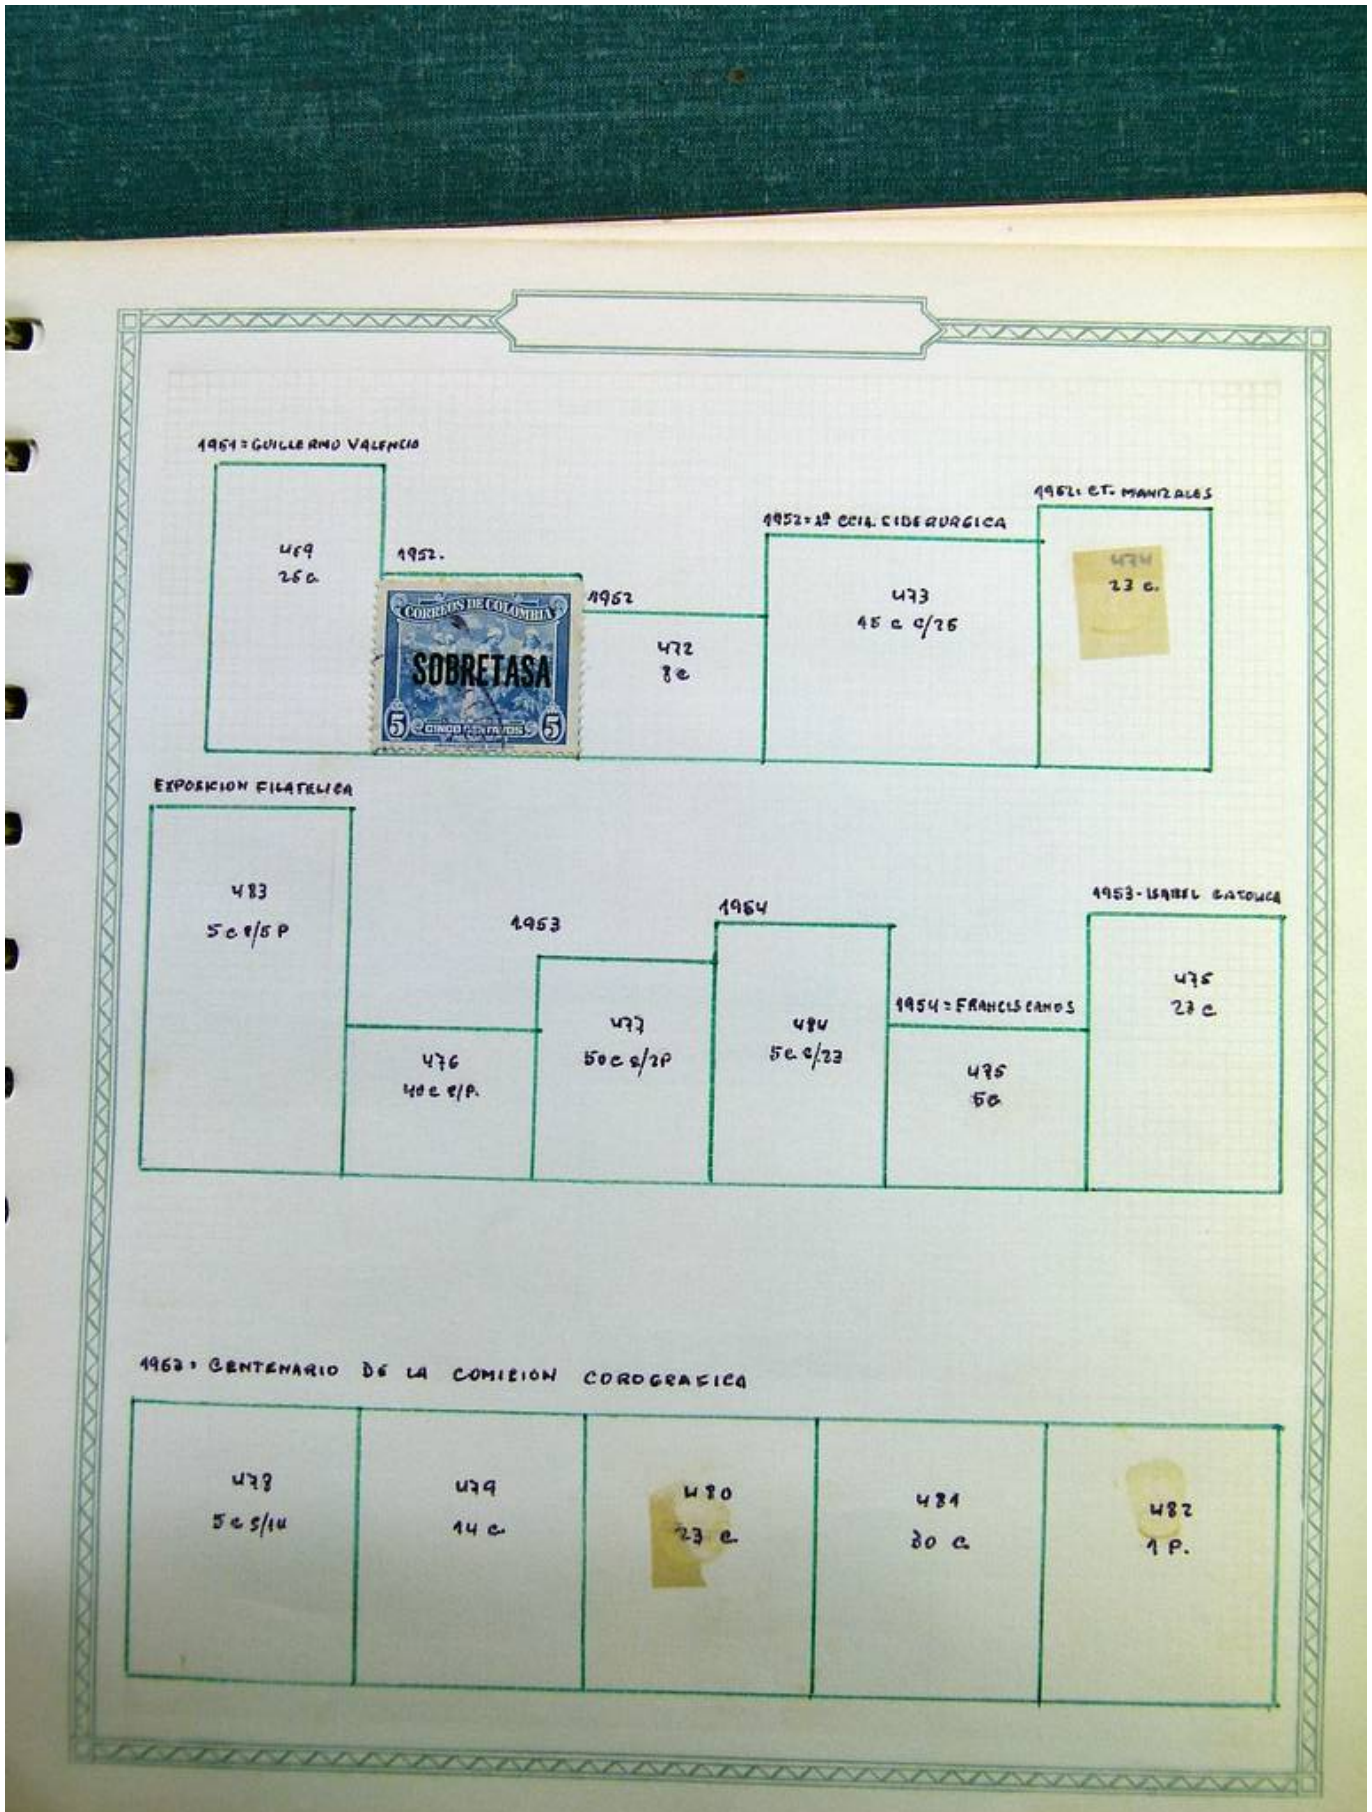 1951 = GUILLERMO VALENCIA
469
25 c.
1952.
CORREOS DE COLOMBIA
SOBRETASA
5 CINCO CENTAVOS 5
1952
472
8 c
1952 = 1ª CCIA. SIDERURGICA
473
15 c c/25
1952: CT. MANIZALES
474
23 c.
EXPOSICION FILATELICA
483
5 c s/5 P
476
40 c s/P.
1953
477
50 c s/2P
1954
484
5 c s/23
1954 = FRANCISCANOS
475
5 c
1953 - ISABEL CATOLICA
475
23 c
1953: CENTENARIO DE LA COMISION COROGRAFICA
478
5 c s/14
479
14 c.
480
23 c.
481
30 c.
482
1 P.